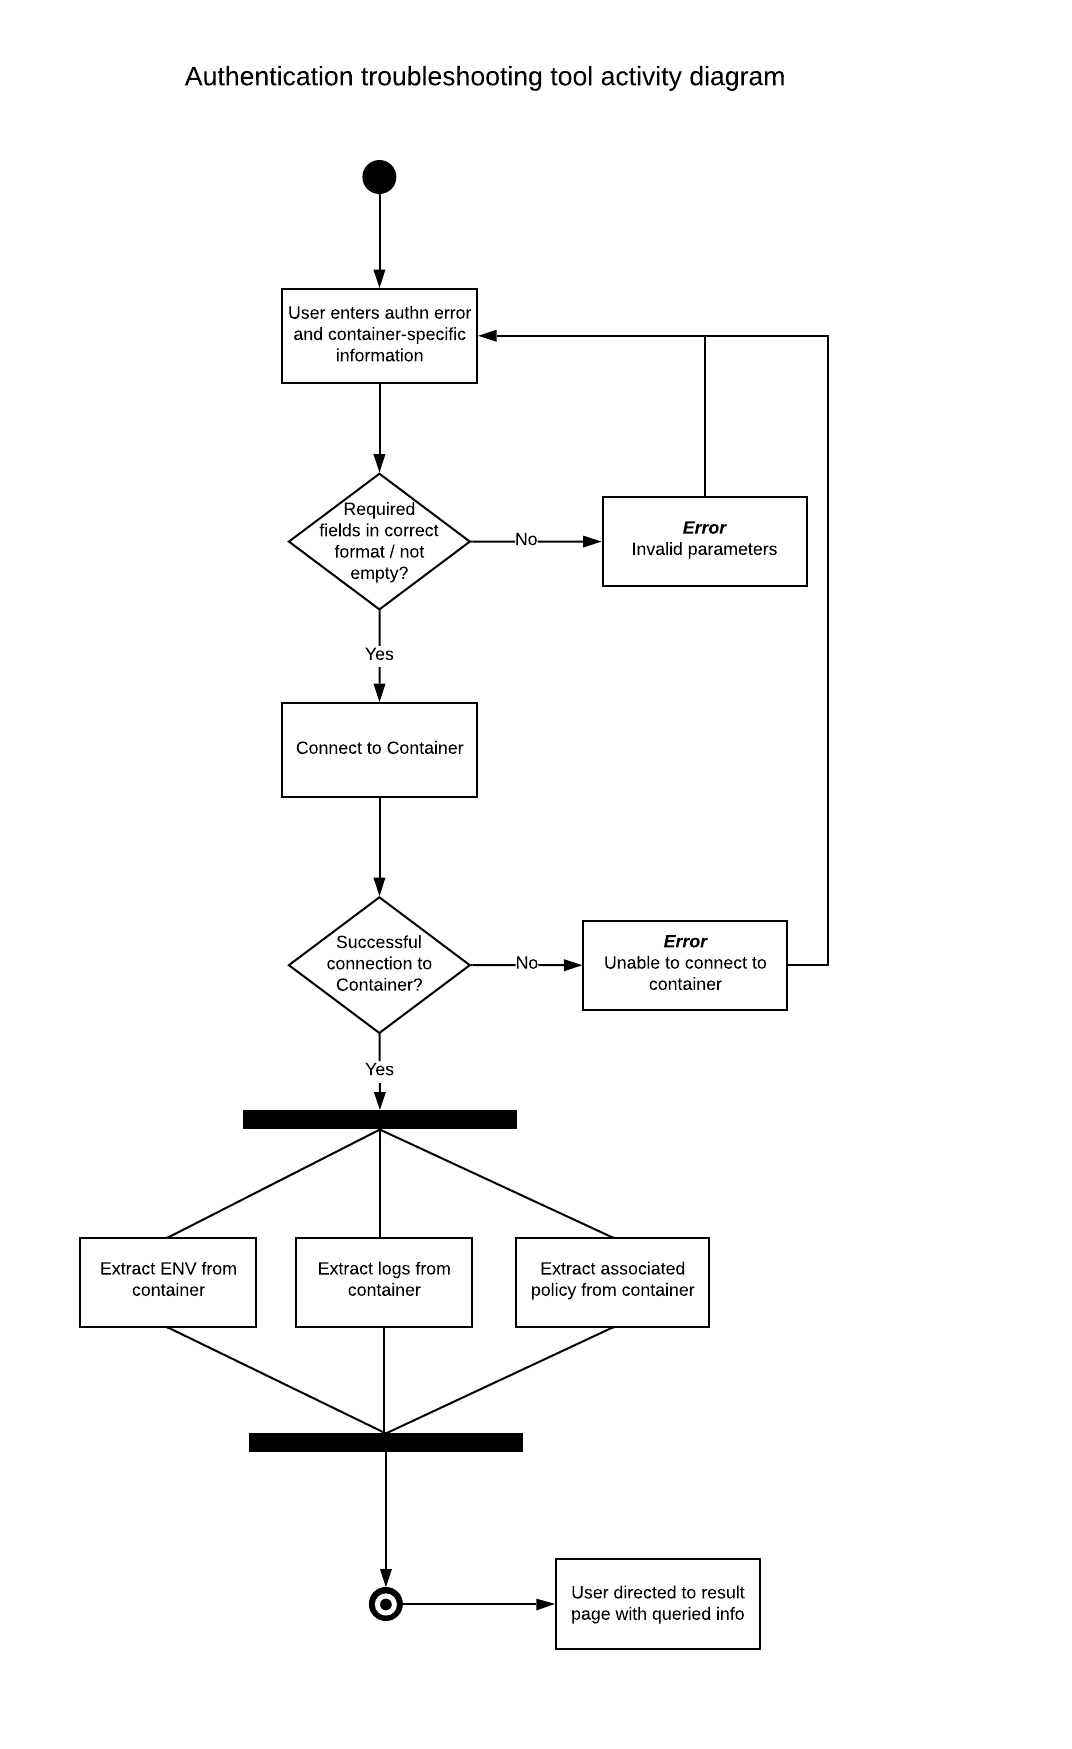 Authentication troubleshooting tool activity diagram
User enters authn error
and container-specific
information
Required
fields in correct
format / not
empty?
No
Error
Invalid parameters
Yes
Connect to Container
Successful
connection to
Container?
No
Error
Unable to connect to
container
Yes
Extract ENV from
container
Extract logs from
container
Extract associated
policy from container
User directed to result
page with queried info